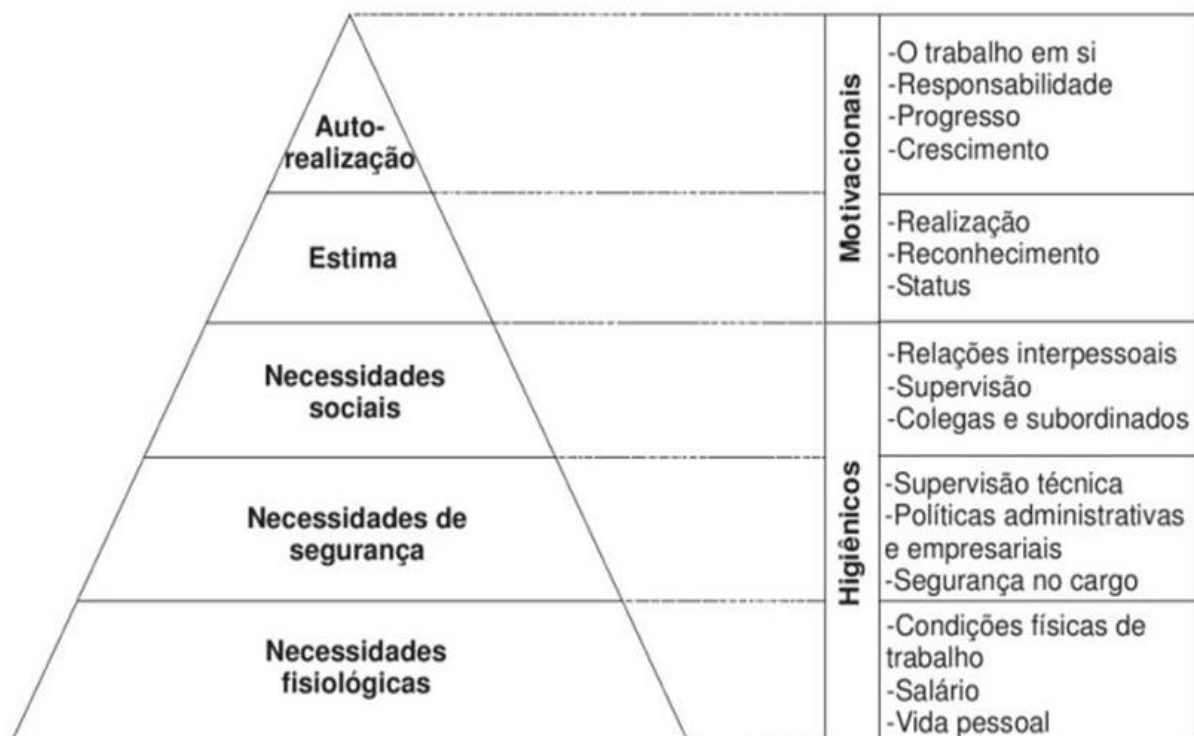 Auto-
realização
Estima
Necessidades
sociais
Necessidades de
segurança
Necessidades
fisiológicas
Motivacionais
Higiênicos
-O trabalho em si
-Responsabilidade
-Progresso
-Crescimento
-Realização
-Reconhecimento
-Status
-Relações interpessoais
-Supervisão
-Colegas e subordinados
-Supervisão técnica
-Políticas administrativas
e empresariais
-Segurança no cargo
-Condições físicas de
trabalho
-Salário
-Vida pessoal